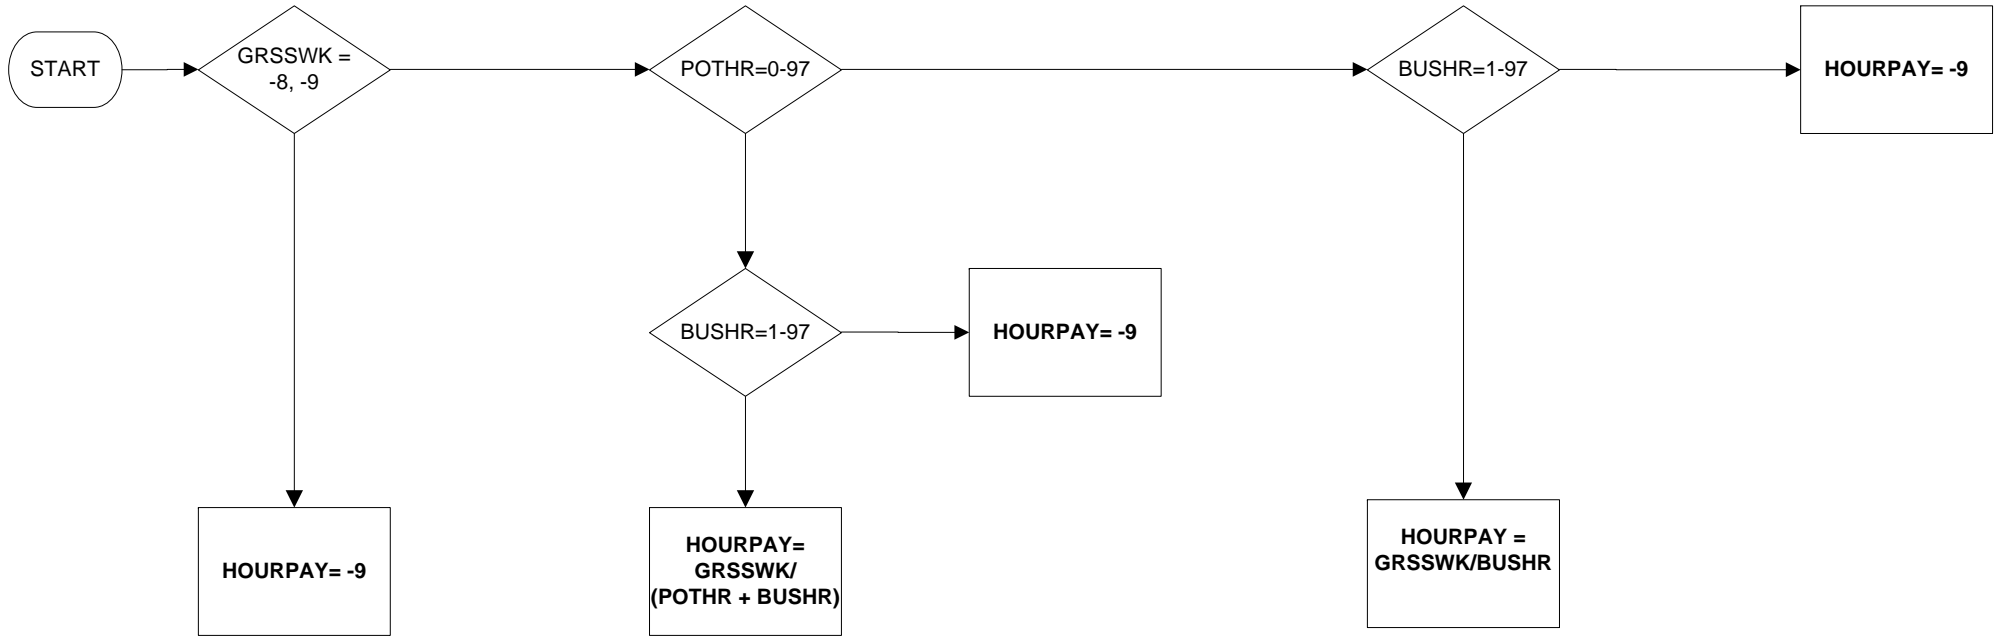 START
GRSSWK =
-8, -9
POTHR=0-97
BUSHR=1-97
HOURPAY= -9
BUSHR=1-97
HOURPAY= -9
HOURPAY= -9
HOURPAY=
GRSSWK/
(POTHR + BUSHR)
HOURPAY =
GRSSWK/BUSHR